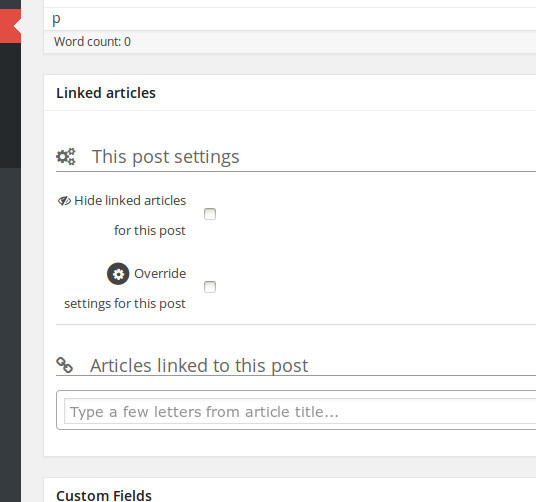 p
Word count: 0
Linked articles
This post settings
Hide linked articles
for this post
Override
settings for this post
Articles linked to this post
Type a few letters from article title...
Custom Fields